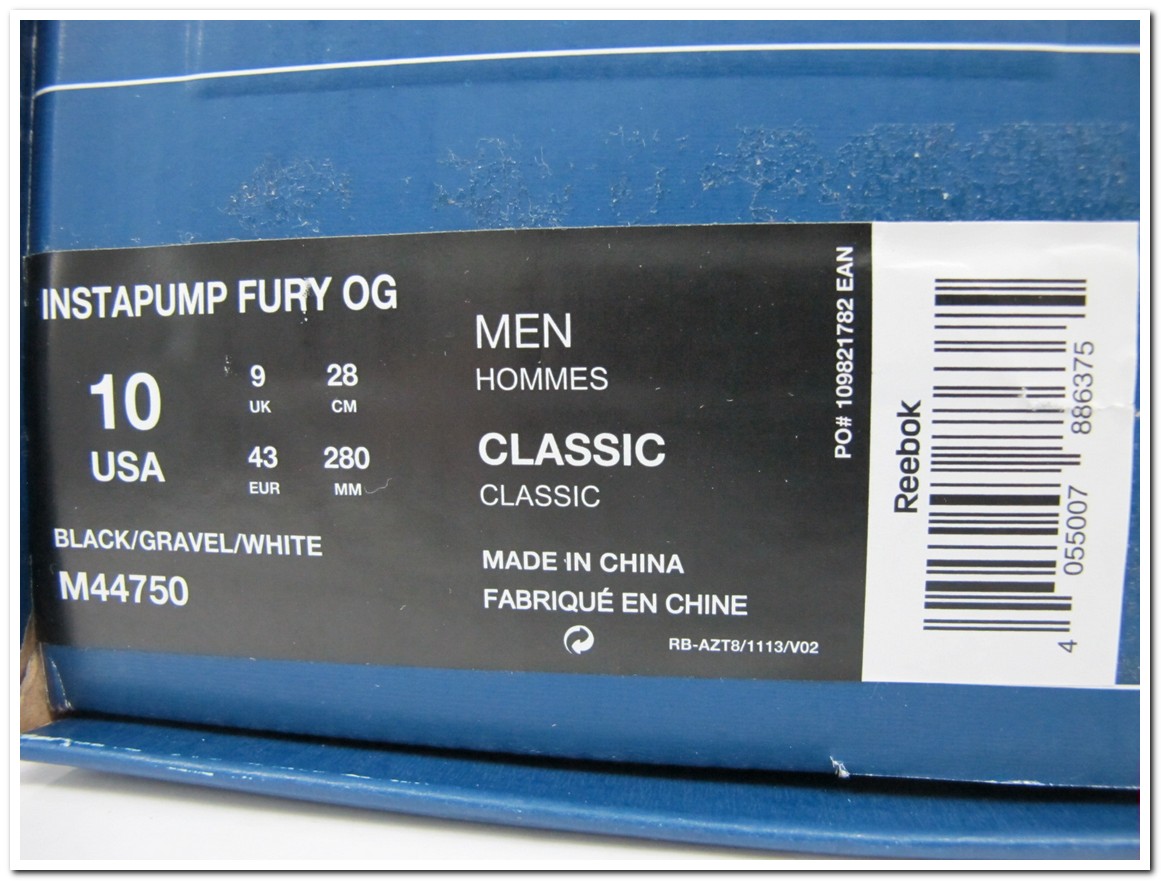 INSTAPUMP FURY OG
10
USA
9
UK
28
CM
43
EUR
280
MM
BLACK/GRAVEL/WHITE
M44750
MEN
HOMMES
CLASSIC
CLASSIC
MADE IN CHINA
FABRIQUÉ EN CHINE
RB-AZT8/1113/V02
PO# 109821782 EAN
Reebok
4 055007 886375